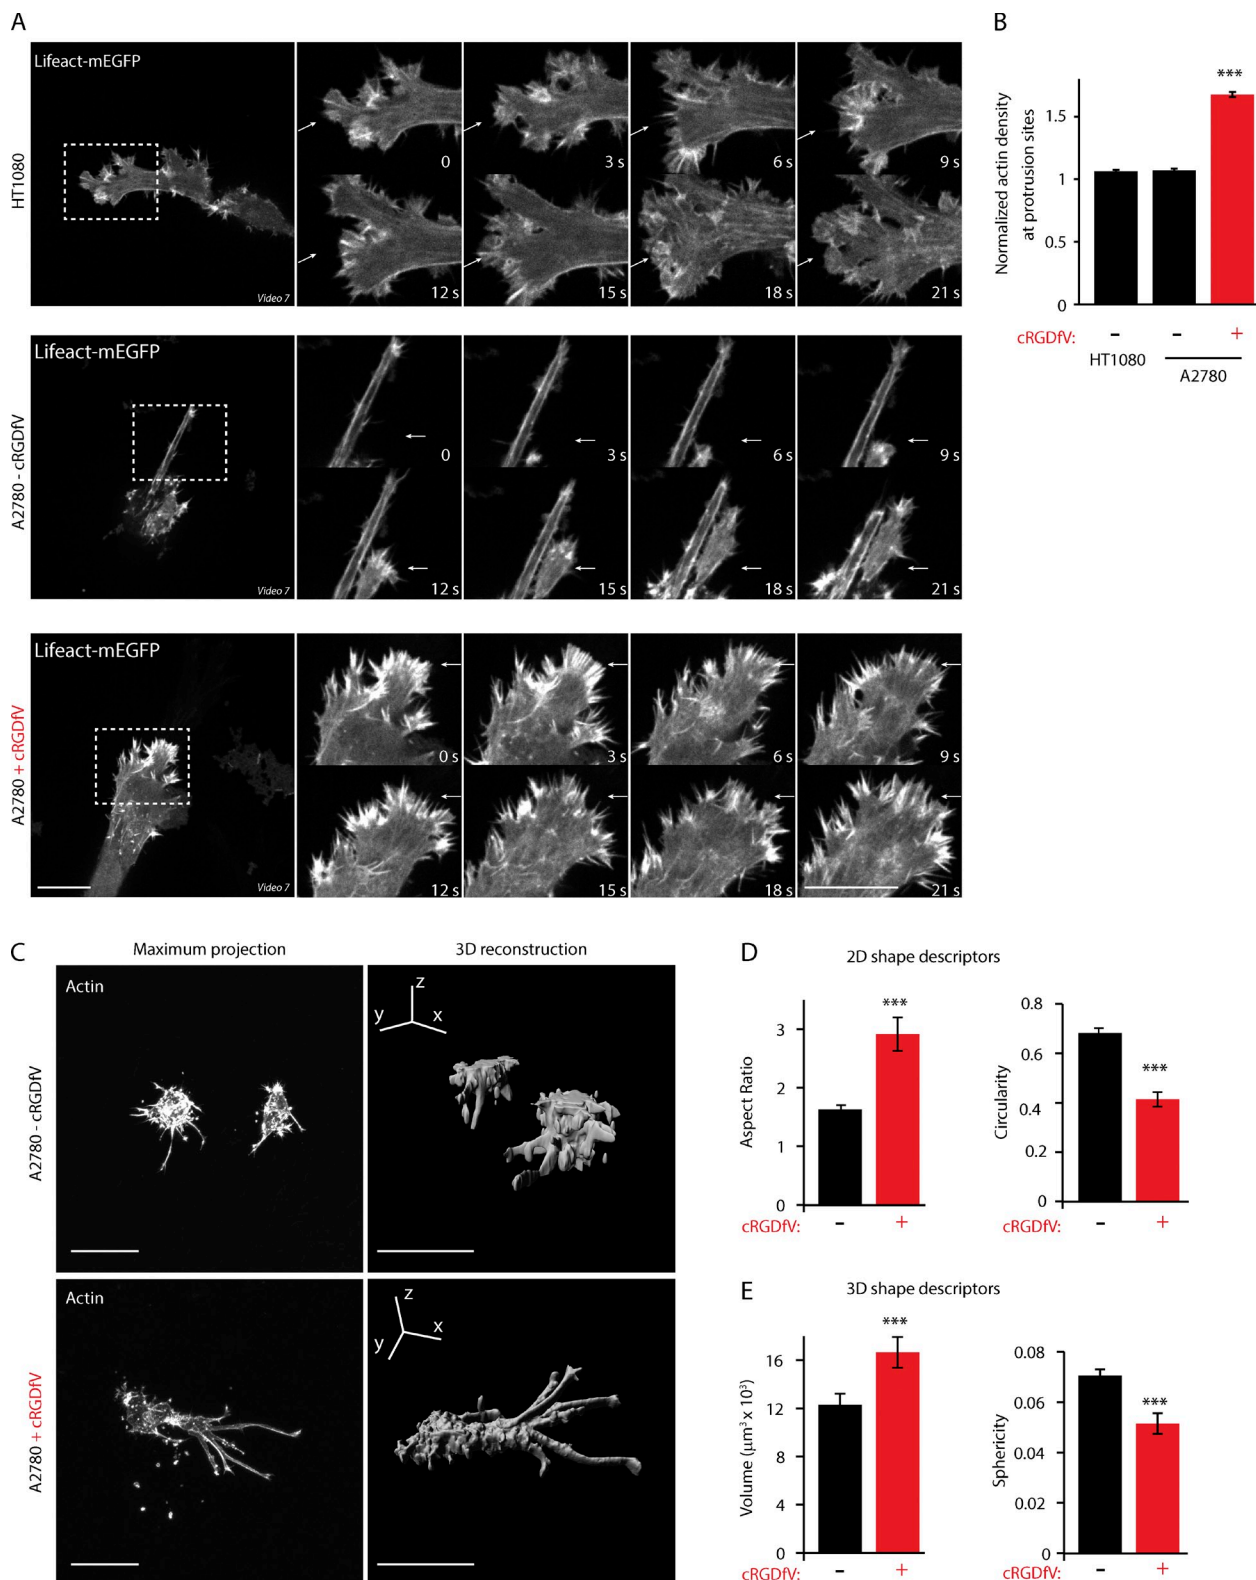 A
Lifeact-mEGFP
HT1080
0
3 s
6 s
9 s
12 s
15 s
18 s
21 s
Video 7
Lifeact-mEGFP
A2780 - cRGDfV
0
3 s
6 s
9 s
12 s
15 s
18 s
21 s
Video 7
Lifeact-mEGFP
A2780 + cRGDfV
0 s
3 s
6 s
9 s
12 s
15 s
18 s
21 s
Video 7
B
Normalized actin density
at protrusion sites
1.5
1
0.5
0
***
cRGDfV: – – +
HT1080
A2780
C
Maximum projection
3D reconstruction
A2780 - cRGDfV
Actin
z
y
x
A2780 + cRGDfV
Actin
z
y
x
D
2D shape descriptors
Aspect Ratio
3
2
1
0
***
cRGDfV: – +
Circularity
0.8
0.6
0.4
0.2
0
***
cRGDfV: – +
E
3D shape descriptors
Volume (μm³ x 10³)
16
12
8
4
0
***
cRGDfV: – +
Sphericity
0.08
0.06
0.04
0.02
0
***
cRGDfV: – +